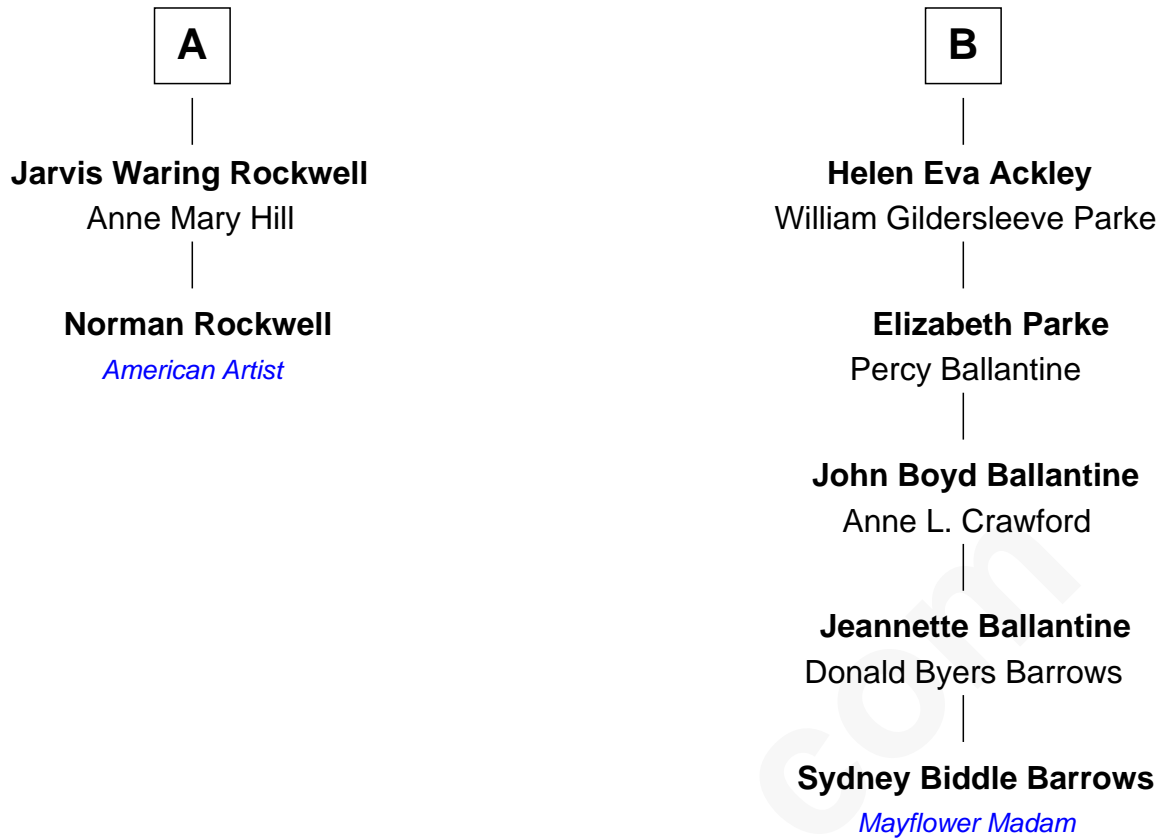 A
Jarvis Waring Rockwell
Anne Mary Hill
Norman Rockwell
American Artist
B
Helen Eva Ackley
William Gildersleeve Parke
Elizabeth Parke
Percy Ballantine
John Boyd Ballantine
Anne L. Crawford
Jeannette Ballantine
Donald Byers Barrows
Sydney Biddle Barrows
Mayflower Madam
com